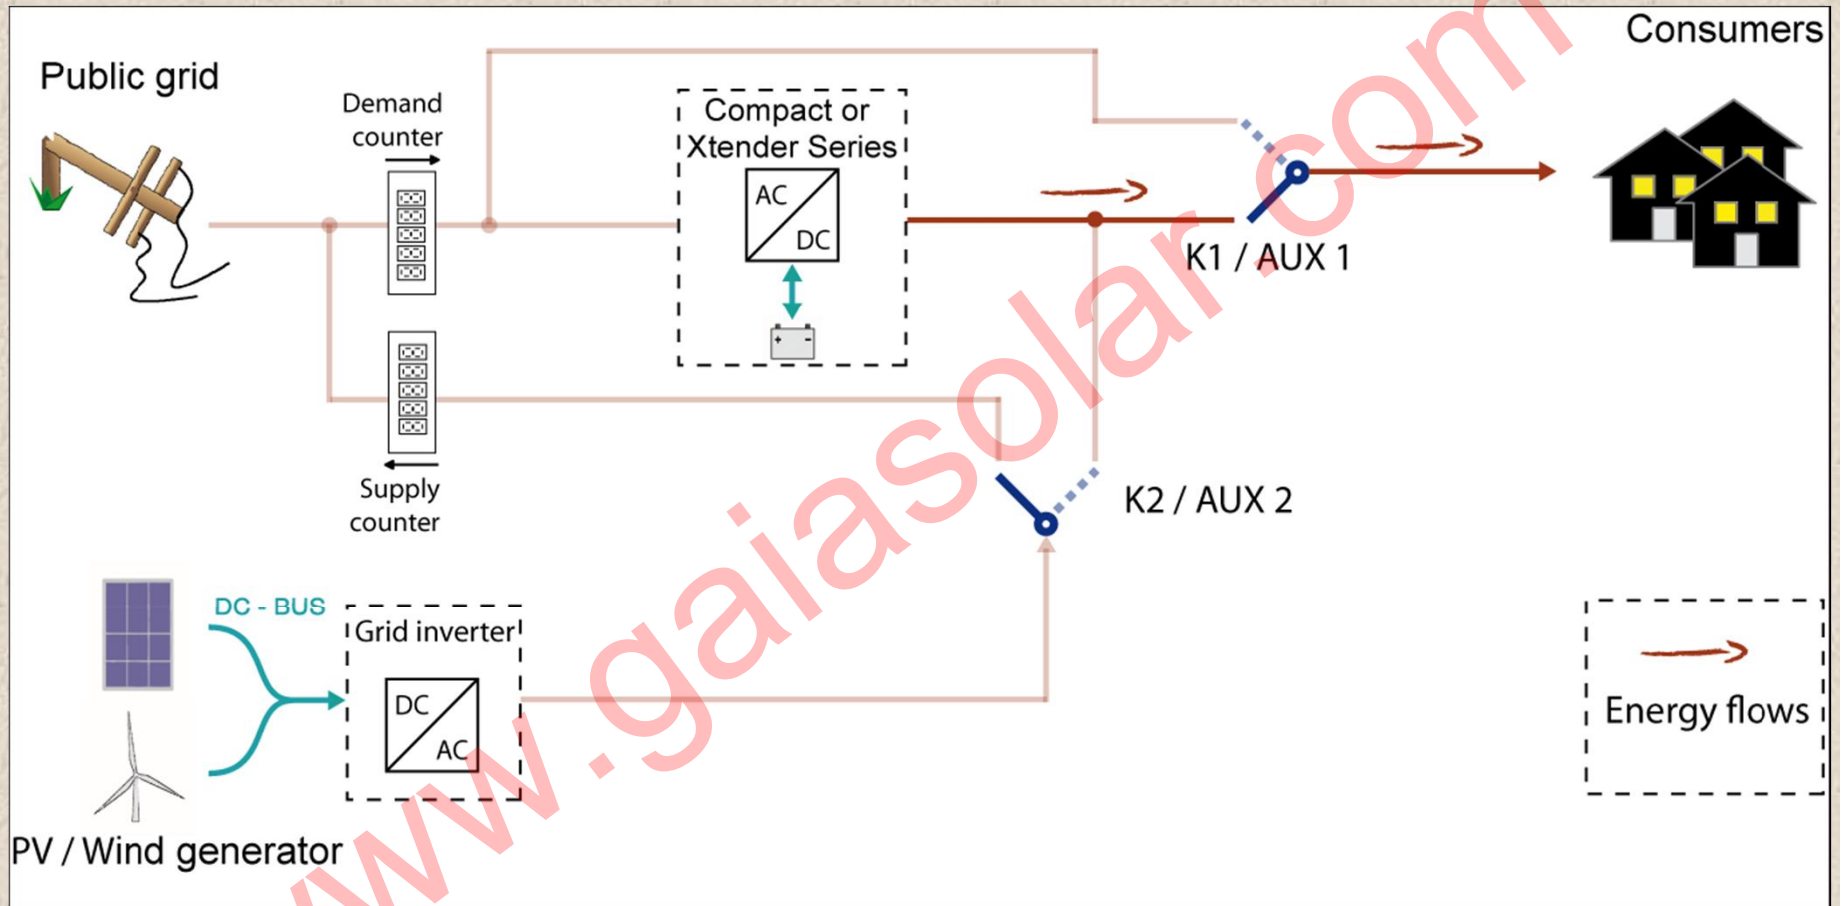 Consumers
Public grid
Demand
counter
Compact or
Xtender Series
AC
DC
+ -
K1 / AUX 1
Supply
counter
K2 / AUX 2
DC - BUS
Grid inverter
DC
AC
Energy flows
PV / Wind generator
www.gaiasolar.com